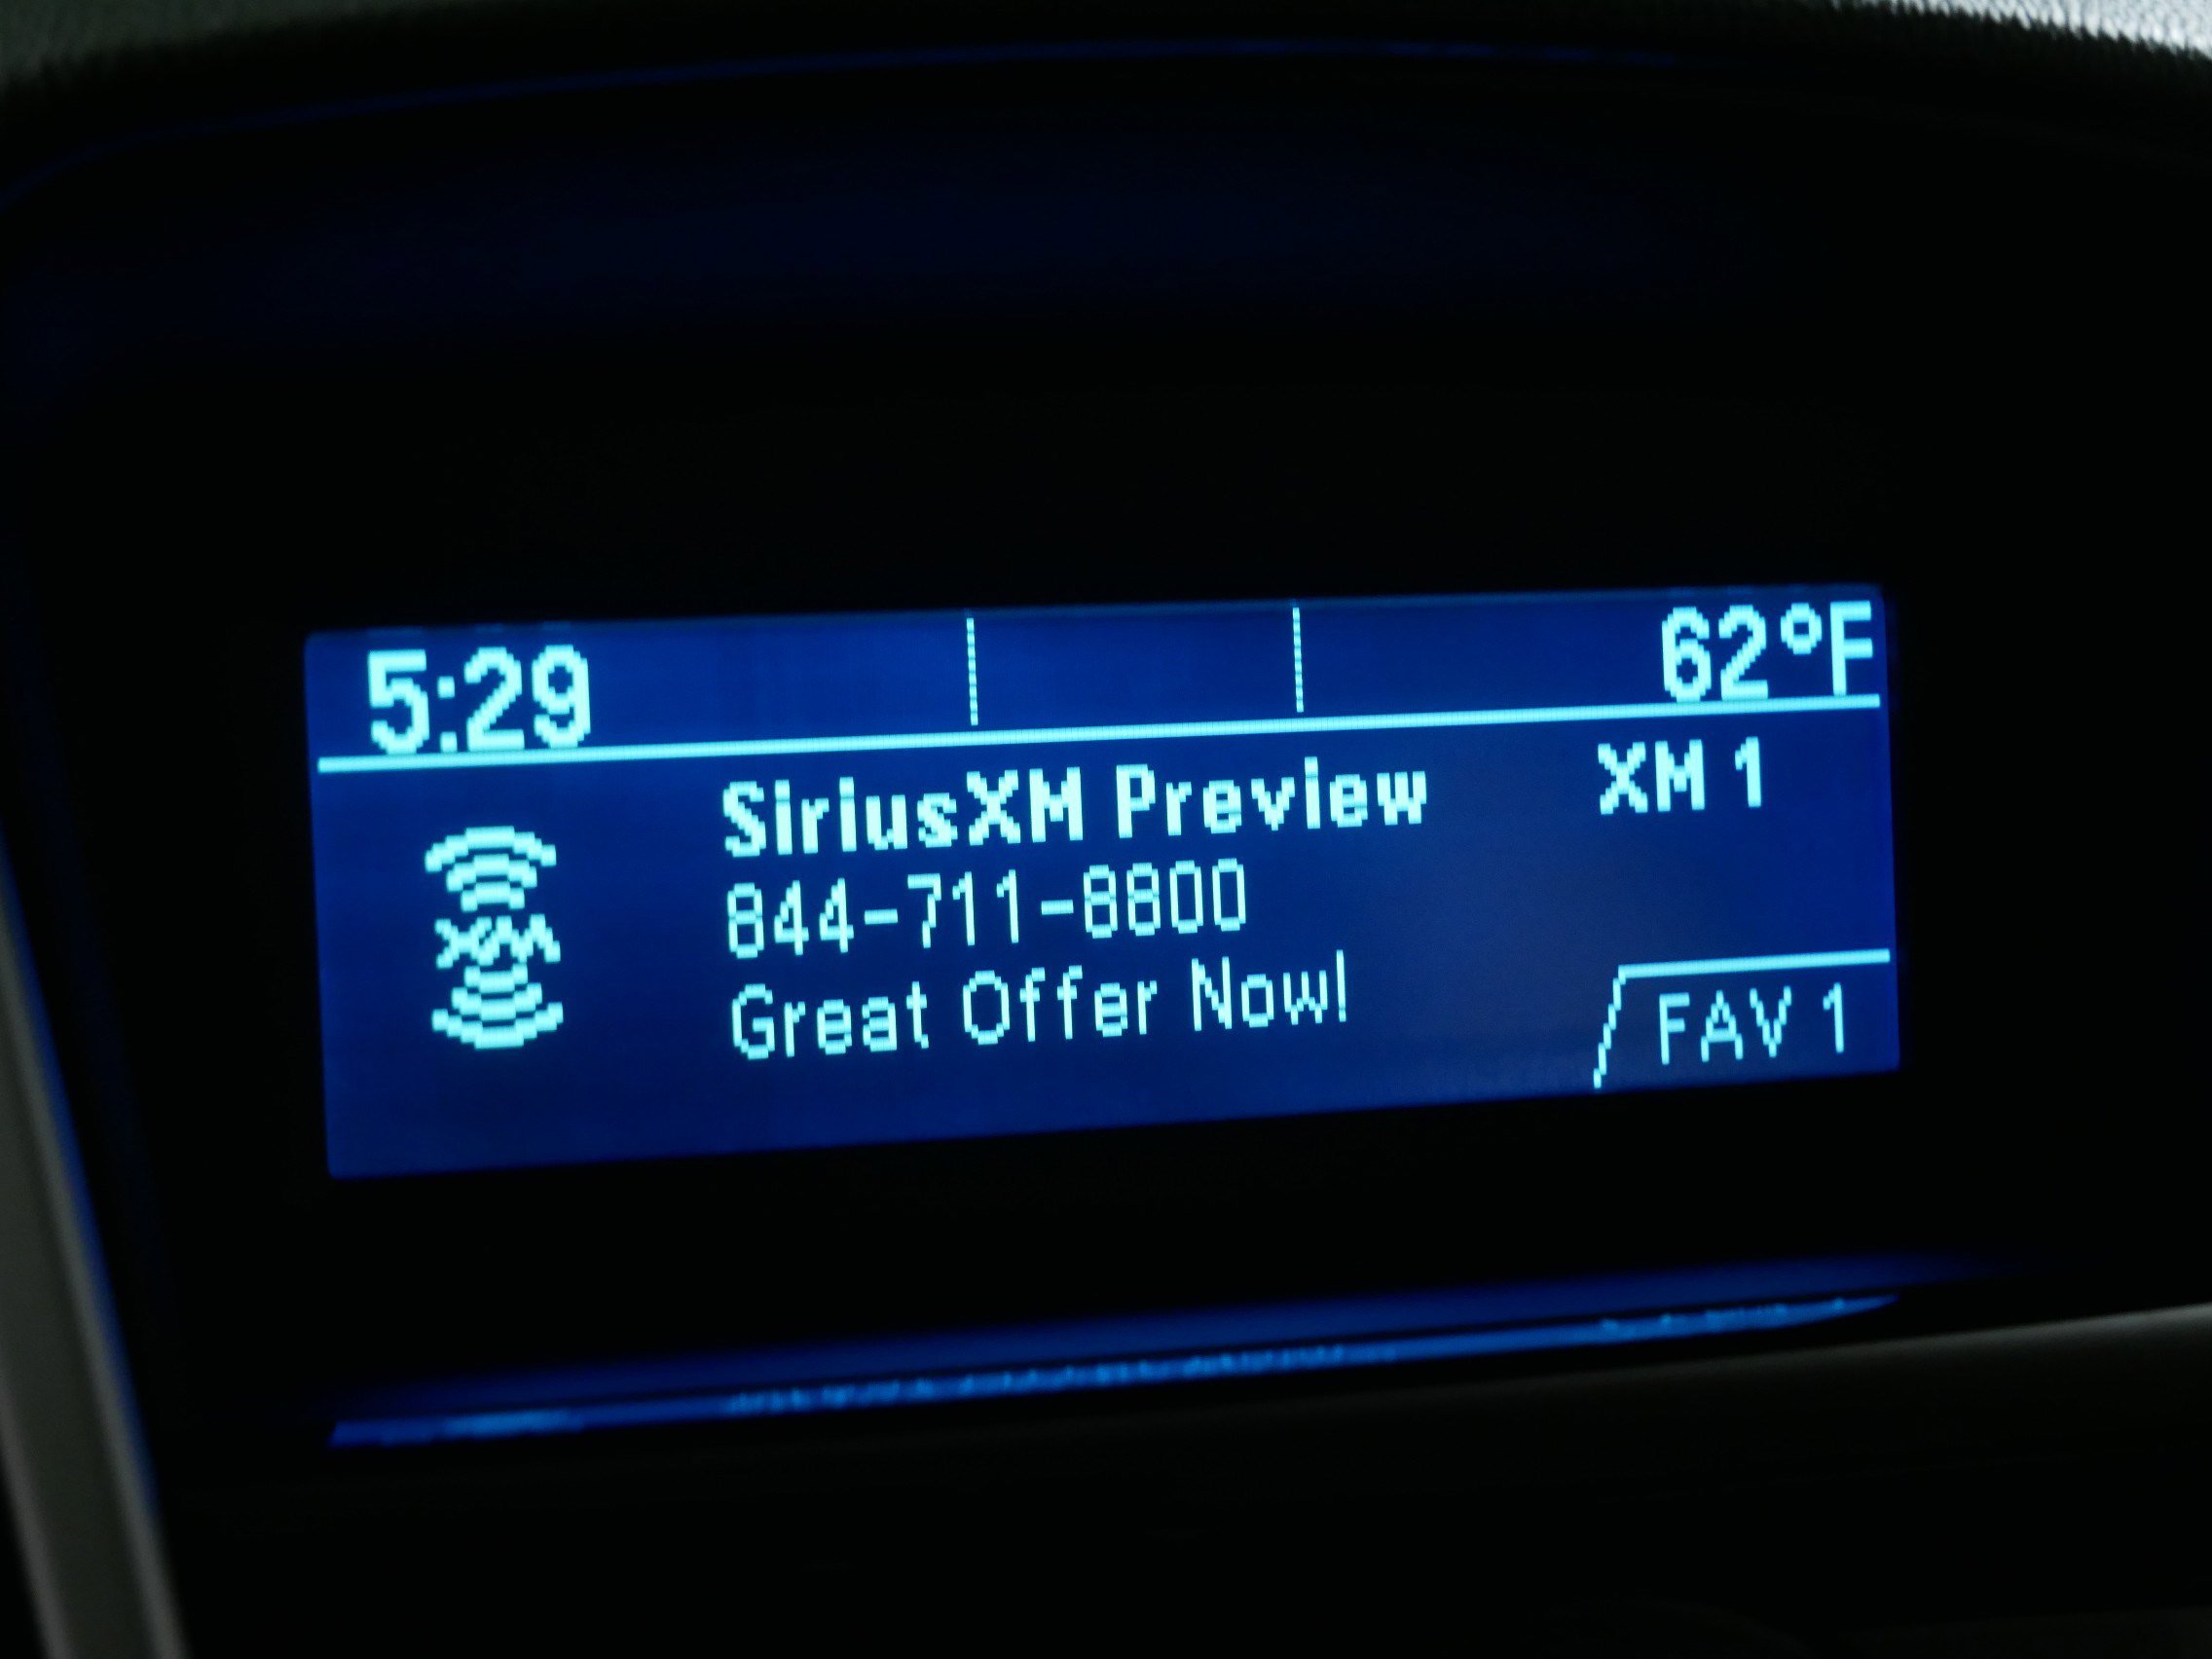 5:29 62°F
SiriusXM Preview XM 1
XM
844-711-8800
Great Offer Now!
FAV 1